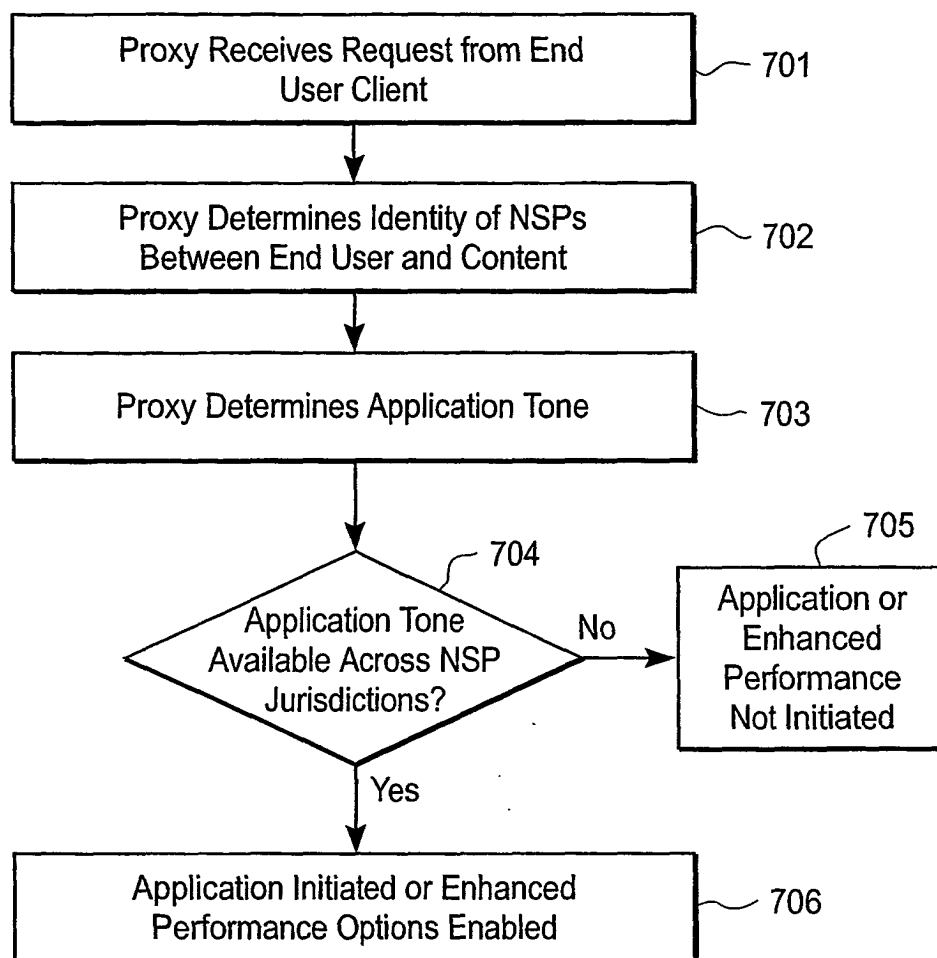 Proxy Receives Request from End
User Client
701
Proxy Determines Identity of NSPs
Between End User and Content
702
Proxy Determines Application Tone
703
704
Application Tone
Available Across NSP
Jurisdictions?
No
705
Application or
Enhanced
Performance
Not Initiated
Yes
Application Initiated or Enhanced
Performance Options Enabled
706